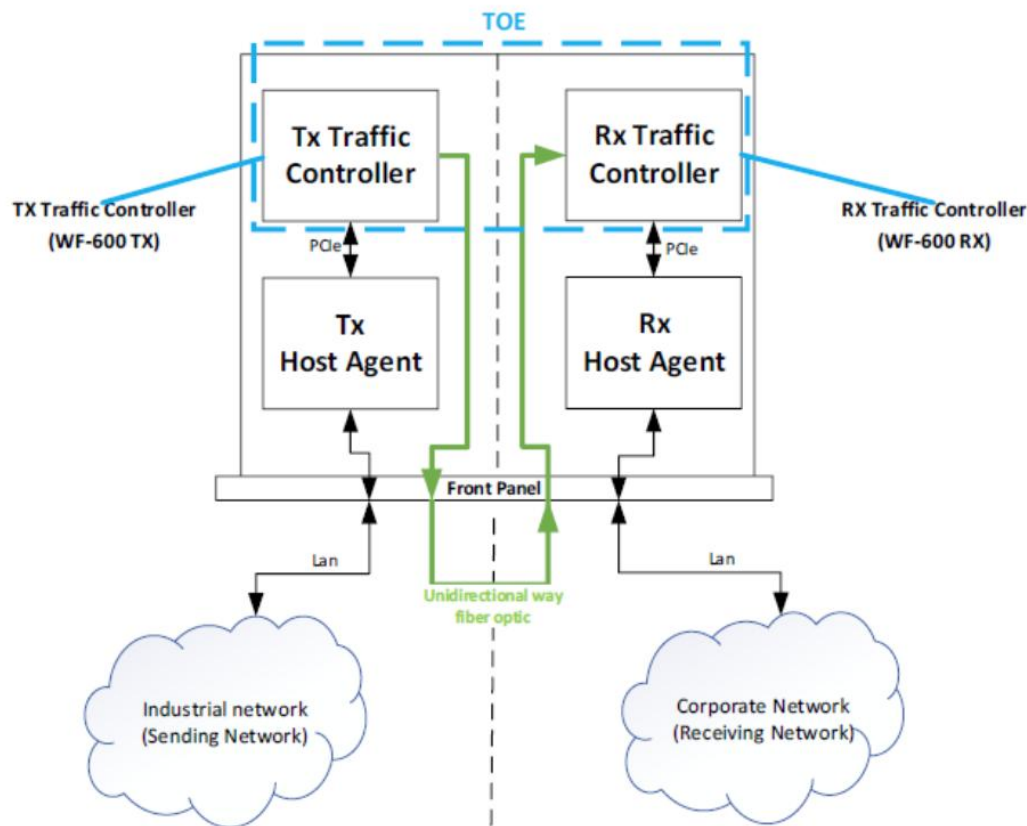 TOE
Tx Traffic
Controller
Rx Traffic
Controller
TX Traffic Controller
(WF-600 TX)
RX Traffic Controller
(WF-600 RX)
PCIe
PCIe
Tx
Host Agent
Rx
Host Agent
Front Panel
Lan
Lan
Unidirectional way
fiber optic
Industrial network
(Sending Network)
Corporate Network
(Receiving Network)